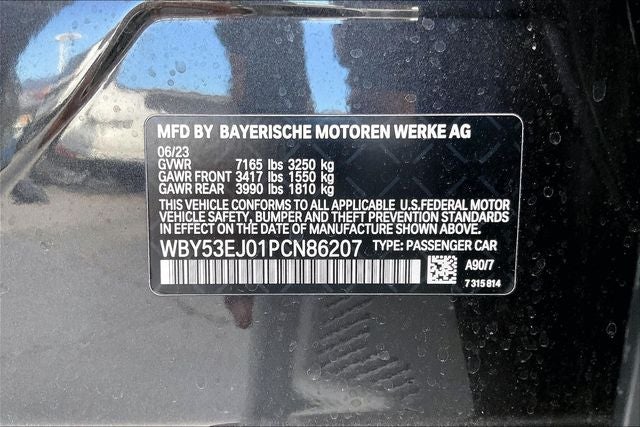 MFD BY BAYERISCHE MOTOREN WERKE AG
06/23
GVWR 7165 lbs 3250 kg
GAWR FRONT 3417 lbs 1550 kg
GAWR REAR 3990 lbs 1810 kg
THIS VEHICLE CONFORMS TO ALL APPLICABLE U.S.FEDERAL MOTOR
VEHICLE SAFETY, BUMPER AND THEFT PREVENTION STANDARDS
IN EFFECT ON THE DATE OF MANUFACTURE SHOWN ABOVE.
WBY53EJ01PCN86207 TYPE: PASSENGER CAR
A90/7
7 315 814